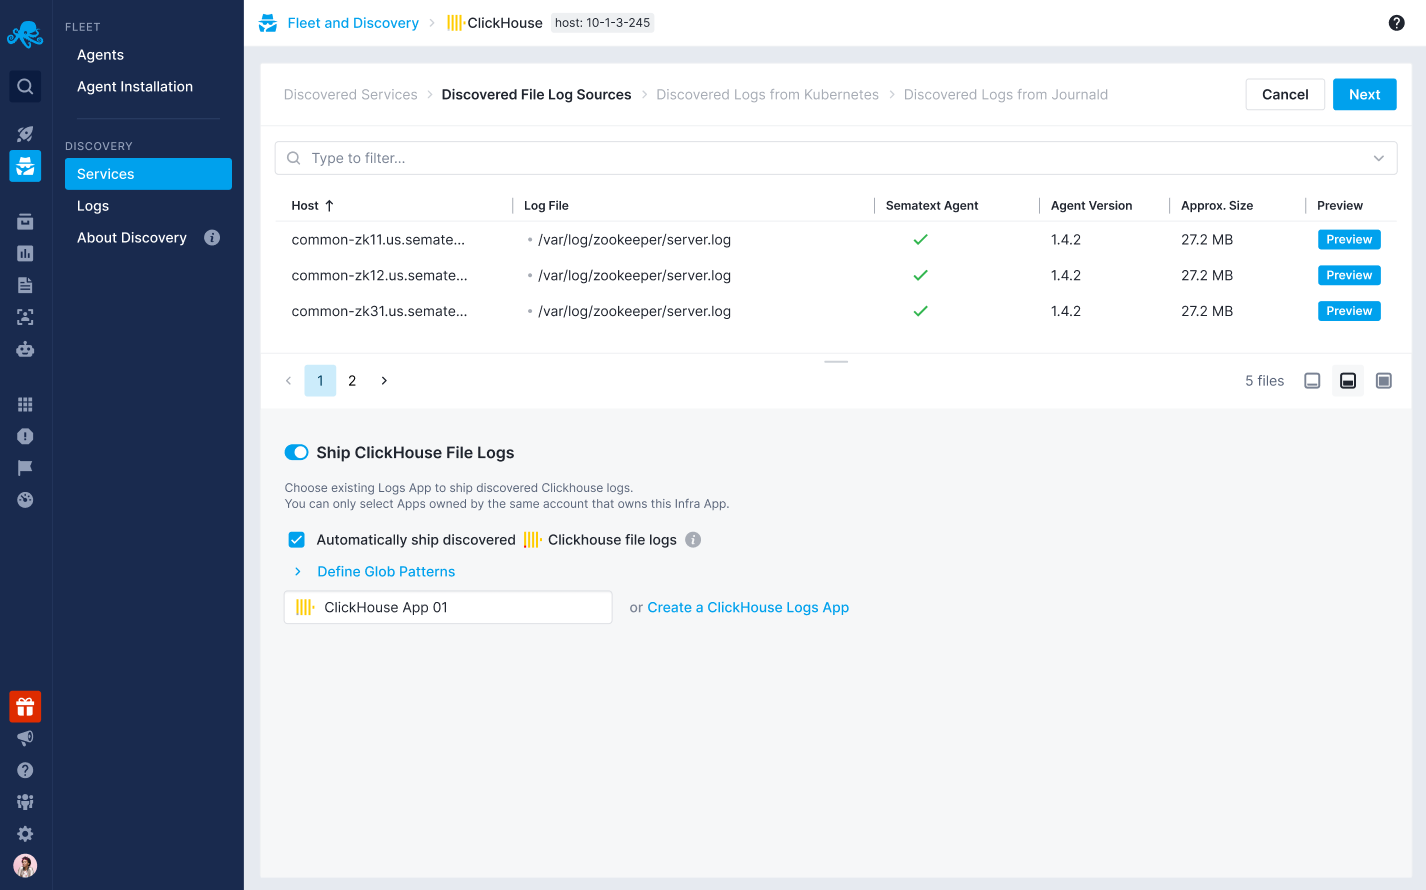 FLEET
Agents
Agent Installation
DISCOVERY
Services
Logs
About Discovery
Fleet and Discovery > ClickHouse host: 10-1-3-245
Discovered Services > Discovered File Log Sources > Discovered Logs from Kubernetes > Discovered Logs from Journald
Cancel Next
Type to filter...
Host ↑ Log File Sematext Agent Agent Version Approx. Size Preview
common-zk11.us.semate... • /var/log/zookeeper/server.log 1.4.2 27.2 MB Preview
common-zk12.us.semate... • /var/log/zookeeper/server.log 1.4.2 27.2 MB Preview
common-zk31.us.semate... • /var/log/zookeeper/server.log 1.4.2 27.2 MB Preview
1 2 5 files
Ship ClickHouse File Logs
Choose existing Logs App to ship discovered Clickhouse logs.
You can only select Apps owned by the same account that owns this Infra App.
Automatically ship discovered Clickhouse file logs
Define Glob Patterns
ClickHouse App 01 or Create a ClickHouse Logs App